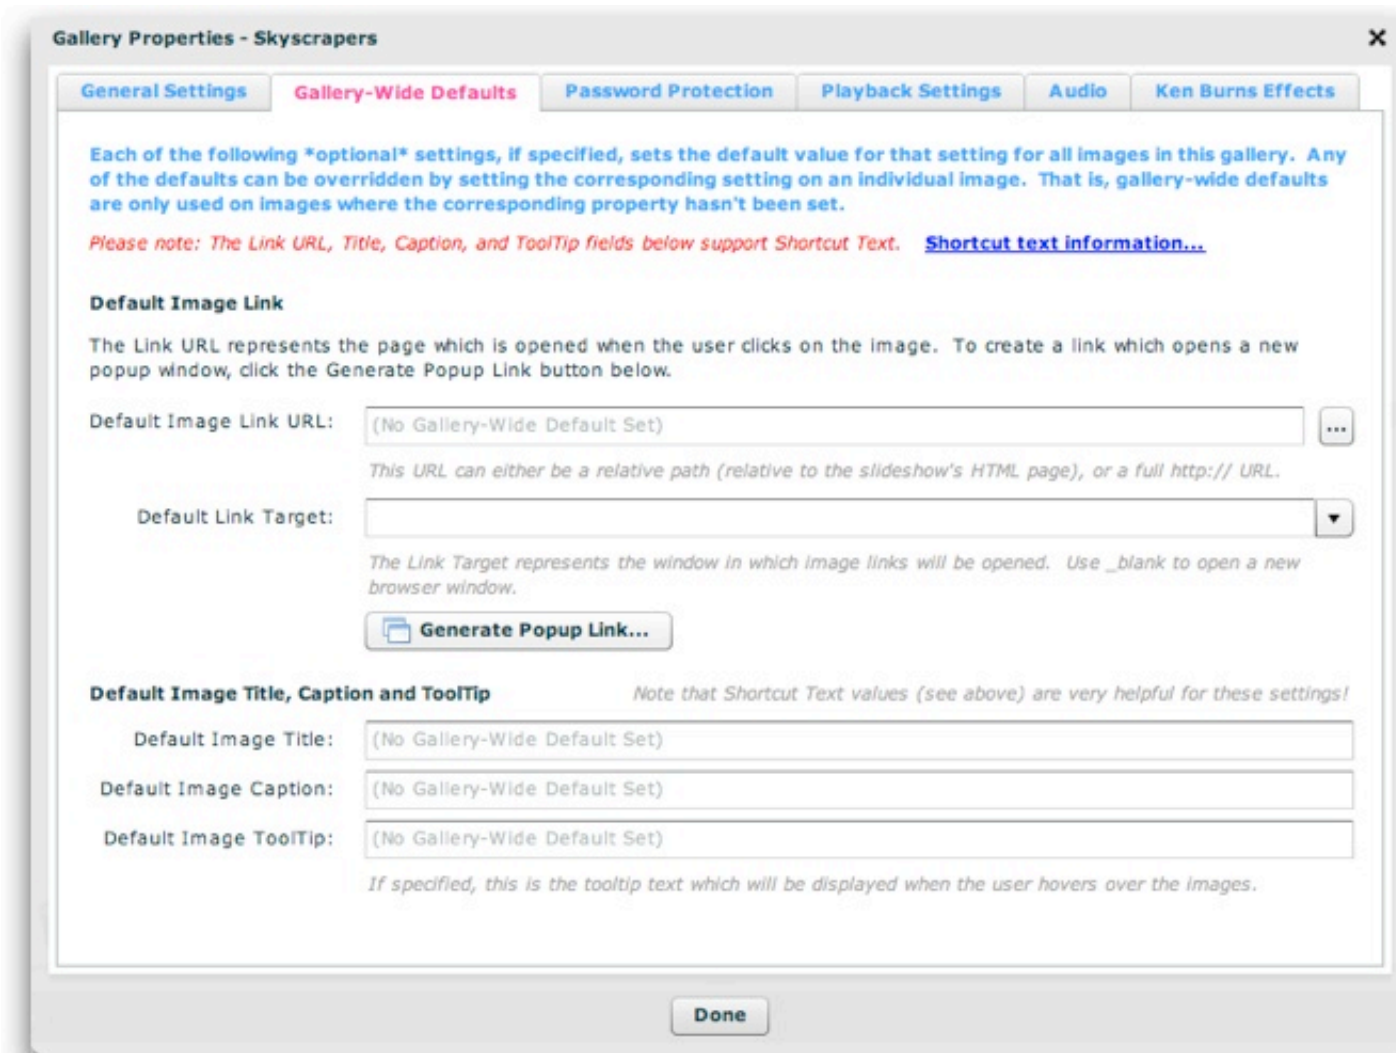 Gallery Properties - Skyscrapers
General Settings Gallery-Wide Defaults Password Protection Playback Settings Audio Ken Burns Effects
Each of the following *optional* settings, if specified, sets the default value for that setting for all images in this gallery. Any
of the defaults can be overridden by setting the corresponding setting on an individual image. That is, gallery-wide defaults
are only used on images where the corresponding property hasn't been set.
Please note: The Link URL, Title, Caption, and ToolTip fields below support Shortcut Text. Shortcut text information...
Default Image Link
The Link URL represents the page which is opened when the user clicks on the image. To create a link which opens a new
popup window, click the Generate Popup Link button below.
Default Image Link URL: (No Gallery-Wide Default Set) ...
This URL can either be a relative path (relative to the slideshow's HTML page), or a full http:// URL.
Default Link Target:
The Link Target represents the window in which image links will be opened. Use _blank to open a new
browser window.
Generate Popup Link...
Default Image Title, Caption and ToolTip Note that Shortcut Text values (see above) are very helpful for these settings!
Default Image Title: (No Gallery-Wide Default Set)
Default Image Caption: (No Gallery-Wide Default Set)
Default Image ToolTip: (No Gallery-Wide Default Set)
If specified, this is the tooltip text which will be displayed when the user hovers over the images.
Done